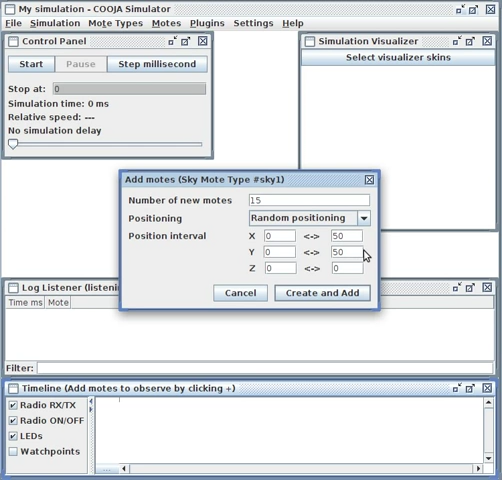 My simulation - COOJA Simulator
File Simulation Mote Types Motes Plugins Settings Help
Control Panel
Start Pause Step millisecond
Stop at: 0
Simulation time: 0 ms
Relative speed: ---
No simulation delay
Simulation Visualizer
Select visualizer skins
Add motes (Sky Mote Type #sky1)
Number of new motes 15
Positioning Random positioning
Position interval X 0 <-> 50
Y 0 <-> 50
Z 0 <-> 0
Cancel Create and Add
Log Listener (listenin
Time ms Mote
Filter:
Timeline (Add motes to observe by clicking +)
Radio RX/TX
Radio ON/OFF
LEDs
Watchpoints
...